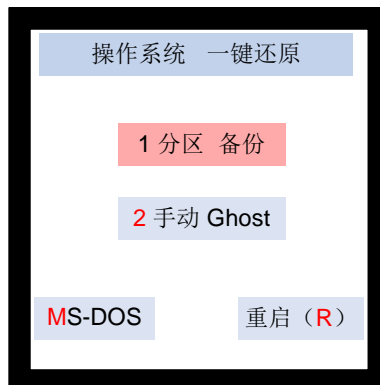 操作系统 一键还原
1 分区 备份
2 手动 Ghost
MS-DOS
重启（R）